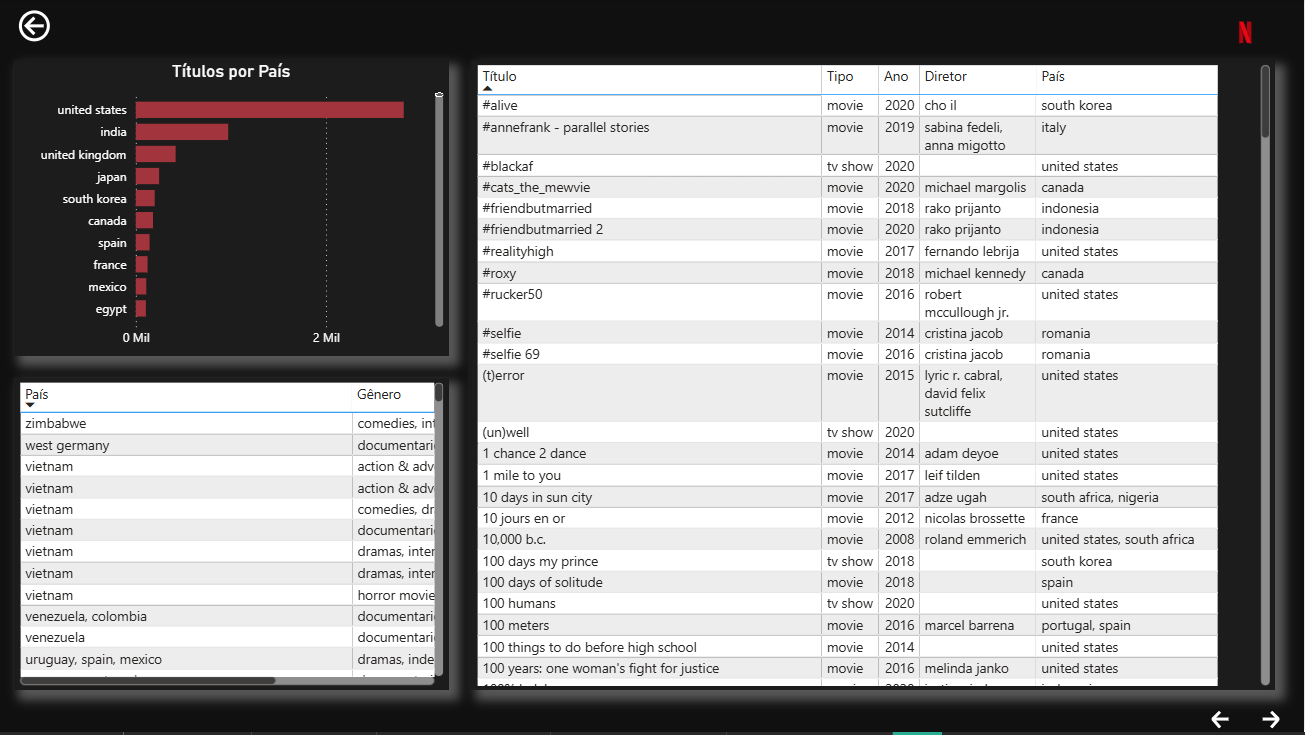 N
Títulos por País
united states
india
united kingdom
japan
south korea
canada
spain
france
mexico
egypt
0 Mil 2 Mil
País Gênero
zimbabwe comedies, int
west germany documentari
vietnam action & adv
vietnam action & adv
vietnam comedies, dr
vietnam documentari
vietnam dramas, inter
vietnam dramas, inter
vietnam horror movie
venezuela, colombia documentari
venezuela documentari
uruguay, spain, mexico dramas, inde
Título Tipo Ano Diretor País
#alive movie 2020 cho il south korea
#annefrank - parallel stories movie 2019 sabina fedeli, italy
anna migotto
#blackaf tv show 2020 united states
#cats_the_mewvie movie 2020 michael margolis canada
#friendbutmarried movie 2018 rako prijanto indonesia
#friendbutmarried 2 movie 2020 rako prijanto indonesia
#realityhigh movie 2017 fernando lebrija united states
#roxy movie 2018 michael kennedy canada
#rucker50 movie 2016 robert united states
mccullough jr.
#selfie movie 2014 cristina jacob romania
#selfie 69 movie 2016 cristina jacob romania
(t)error movie 2015 lyric r. cabral, united states
david felix
sutcliffe
(un)well tv show 2020 united states
1 chance 2 dance movie 2014 adam deyoe united states
1 mile to you movie 2017 leif tilden united states
10 days in sun city movie 2017 adze ugah south africa, nigeria
10 jours en or movie 2012 nicolas brossette france
10,000 b.c. movie 2008 roland emmerich united states, south africa
100 days my prince tv show 2018 south korea
100 days of solitude movie 2018 spain
100 humans tv show 2020 united states
100 meters movie 2016 marcel barrena portugal, spain
100 things to do before high school movie 2014 united states
100 years: one woman's fight for justice movie 2016 melinda janko united states